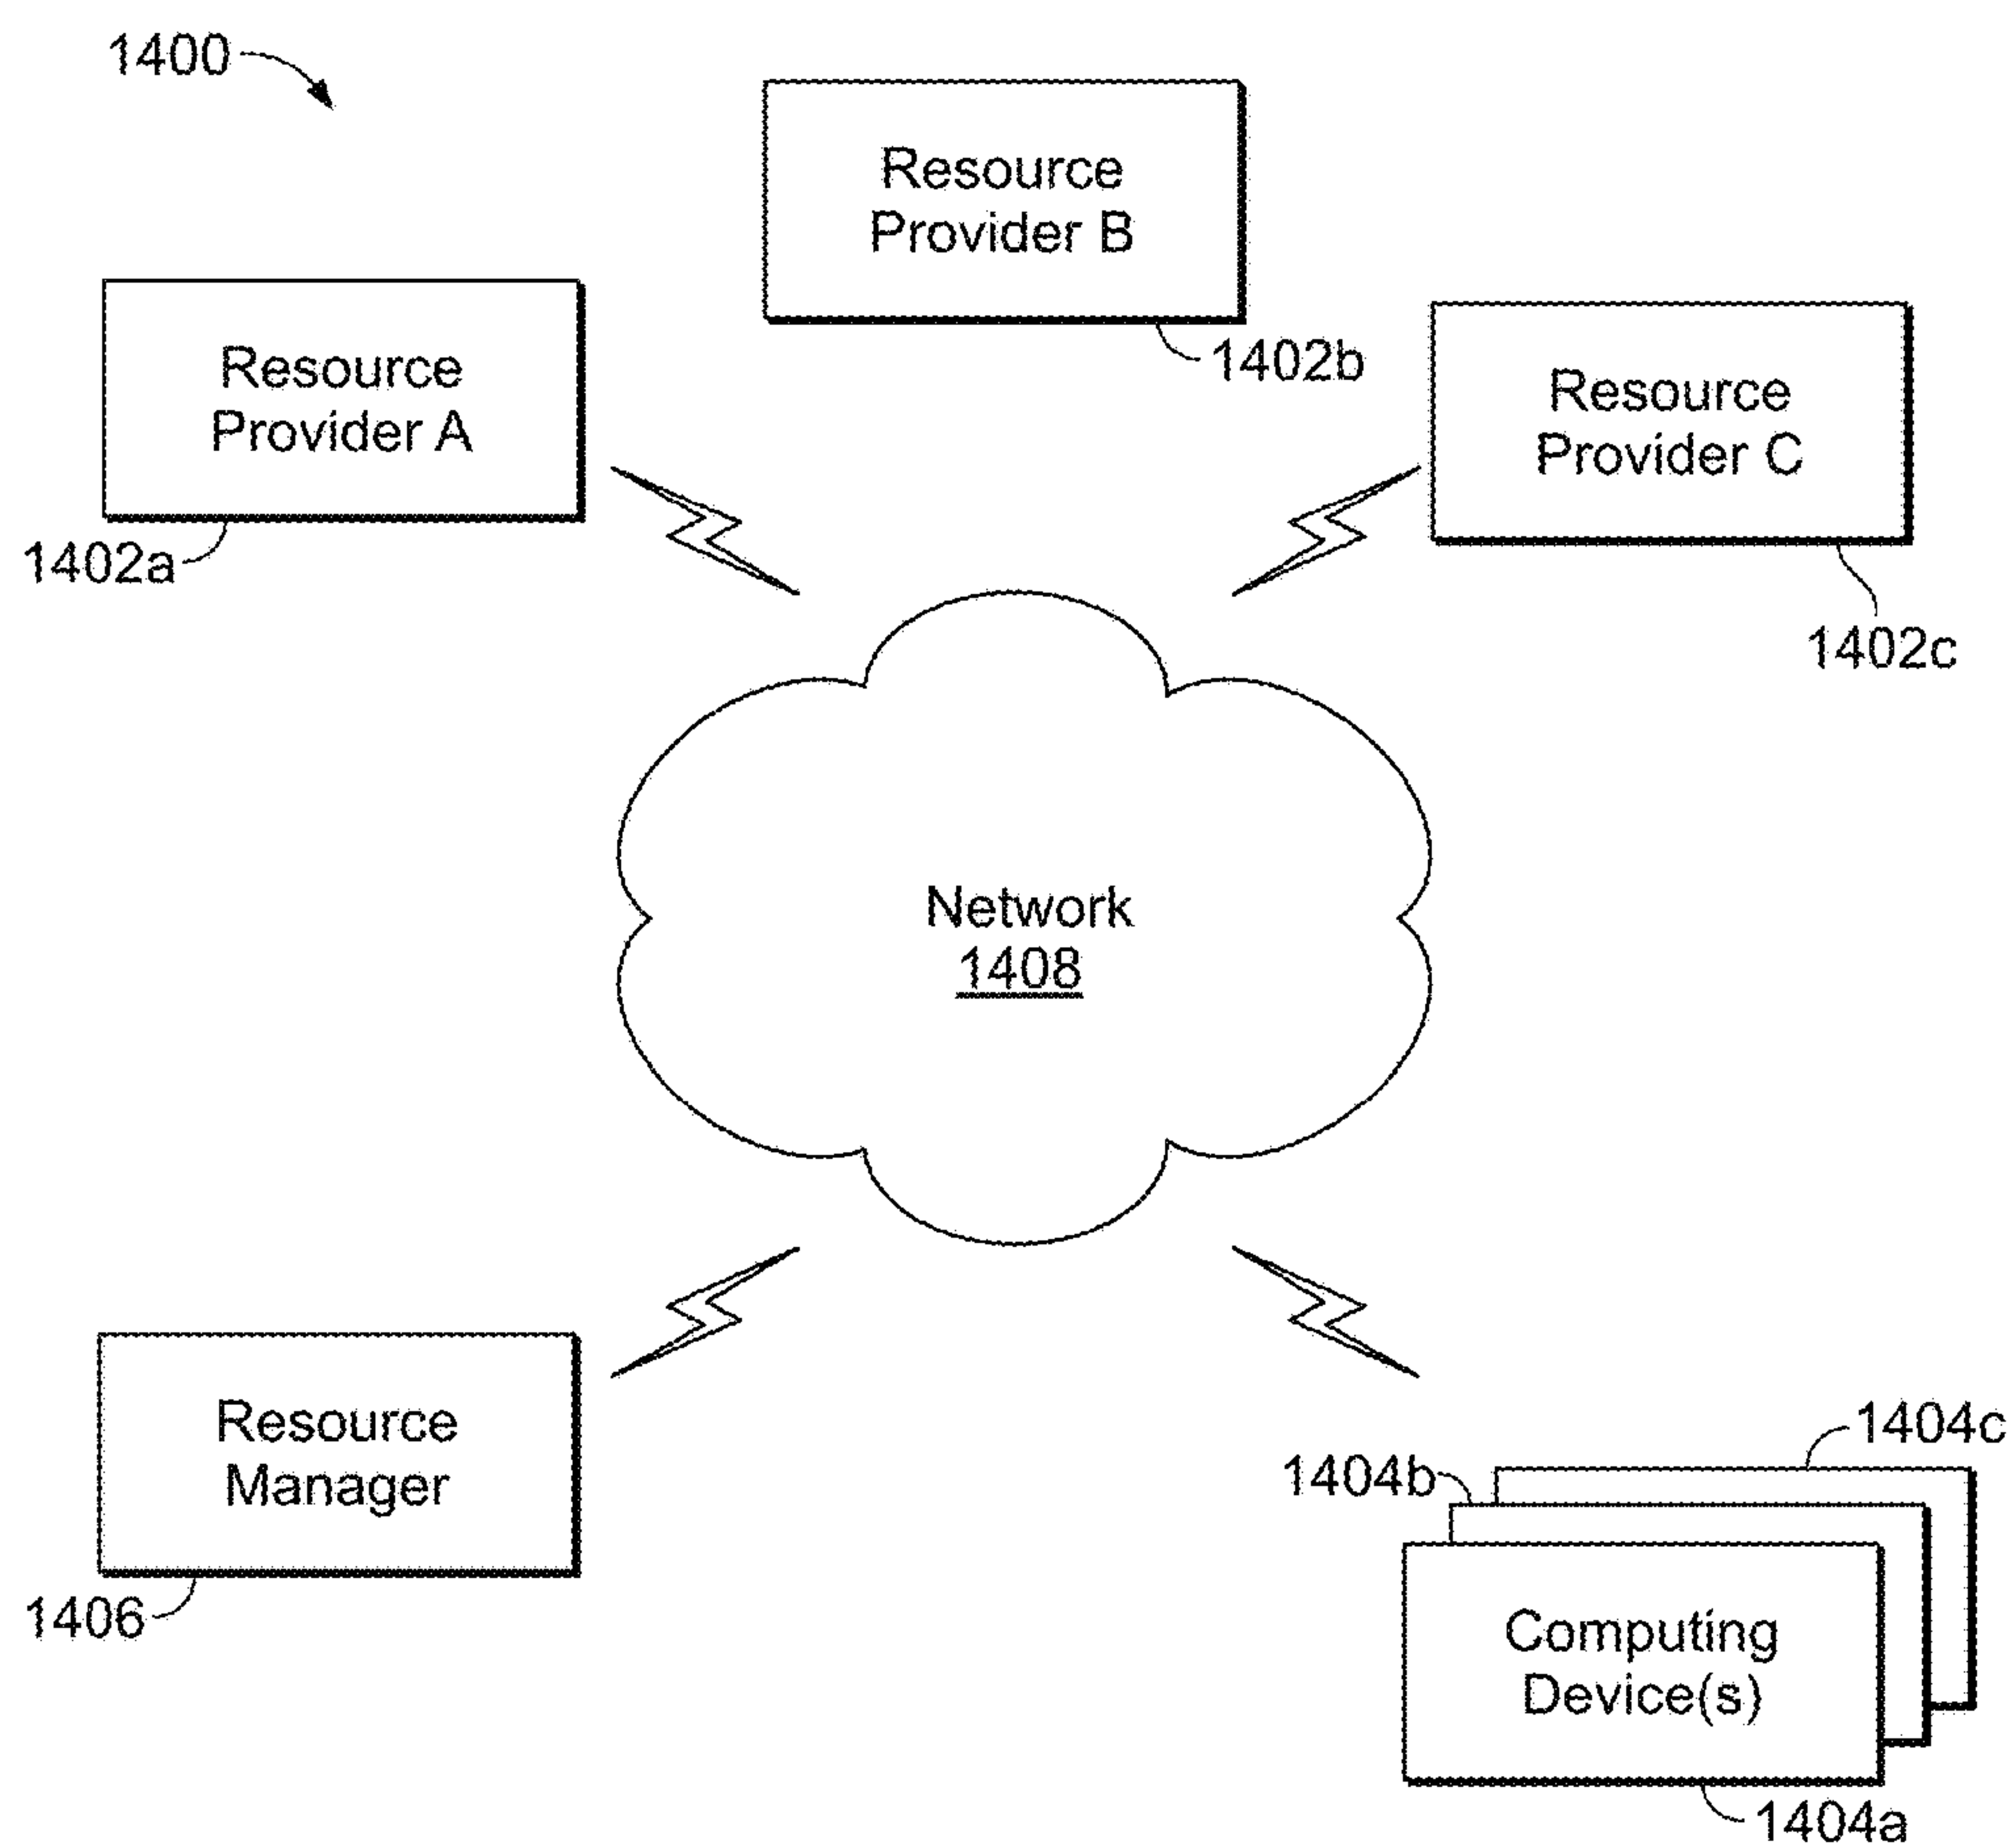 1400
Resource
Provider B
1402b
Resource
Provider A
1402a
Resource
Provider C
1402c
Network
1408
Resource
Manager
1406
1404c
1404b
Computing
Device(s)
1404a